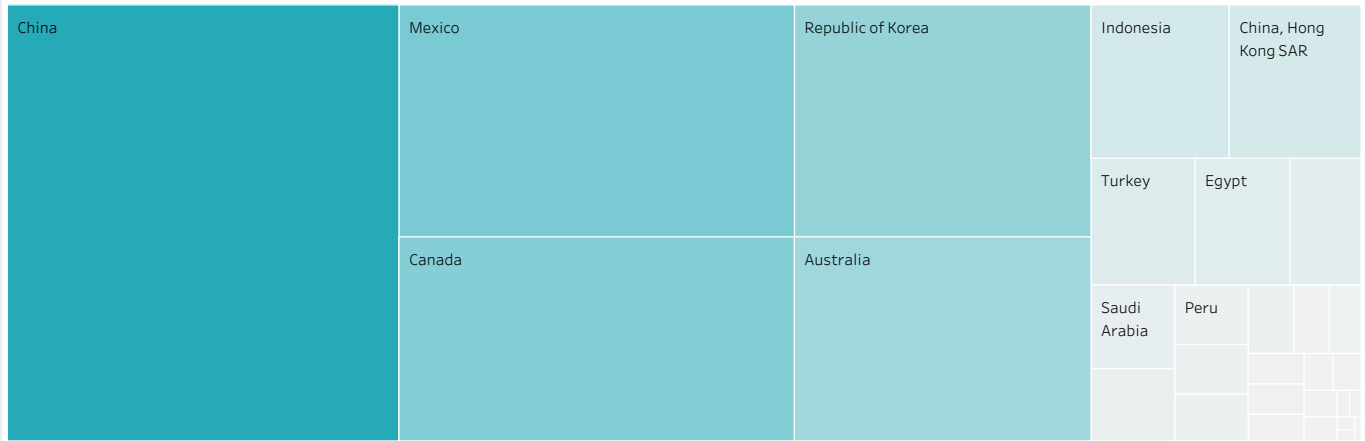 China
Mexico
Republic of Korea
Indonesia
China, Hong
Kong SAR
Turkey
Egypt
Canada
Australia
Saudi
Arabia
Peru